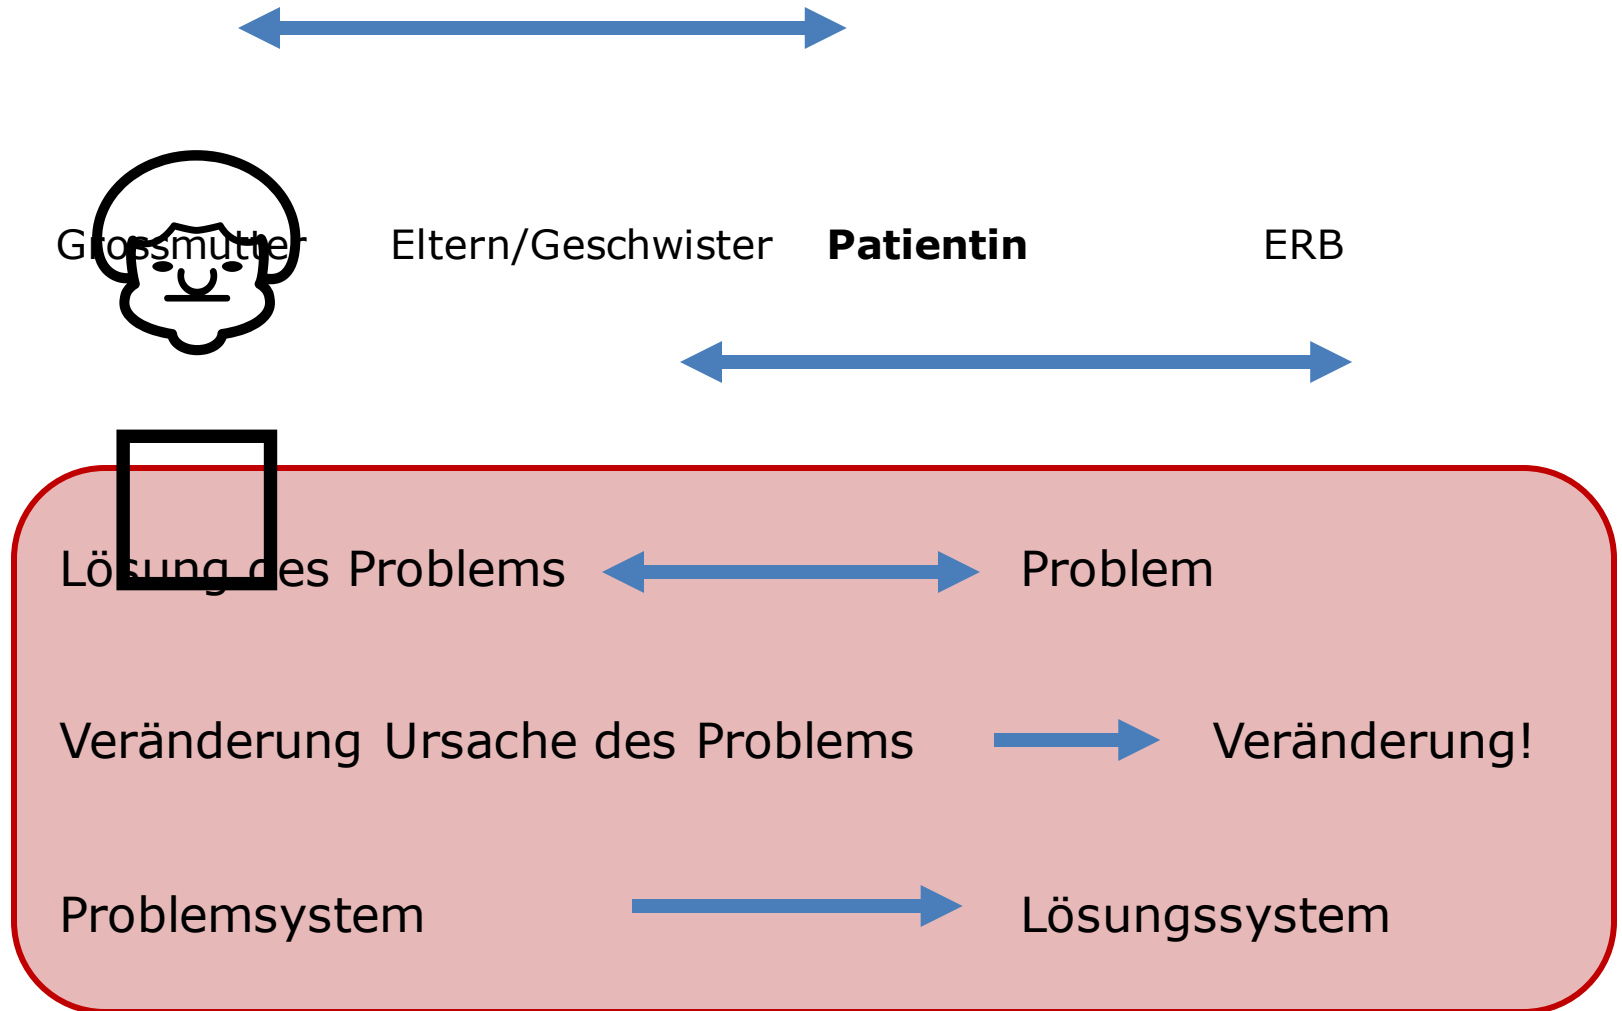 Grossmutter Eltern/Geschwister Patientin ERB
Lösung des Problems Problem
Veränderung Ursache des Problems Veränderung!
Problemsystem Lösungssystem